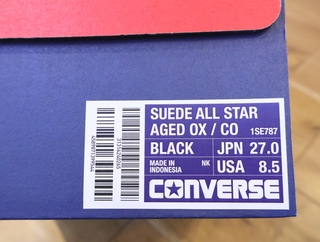 SUEDE ALL STAR
AGED OX / CO 1SE787
BLACK JPN 27.0
MADE IN INDONESIA NK USA 8.5
CONVERSE